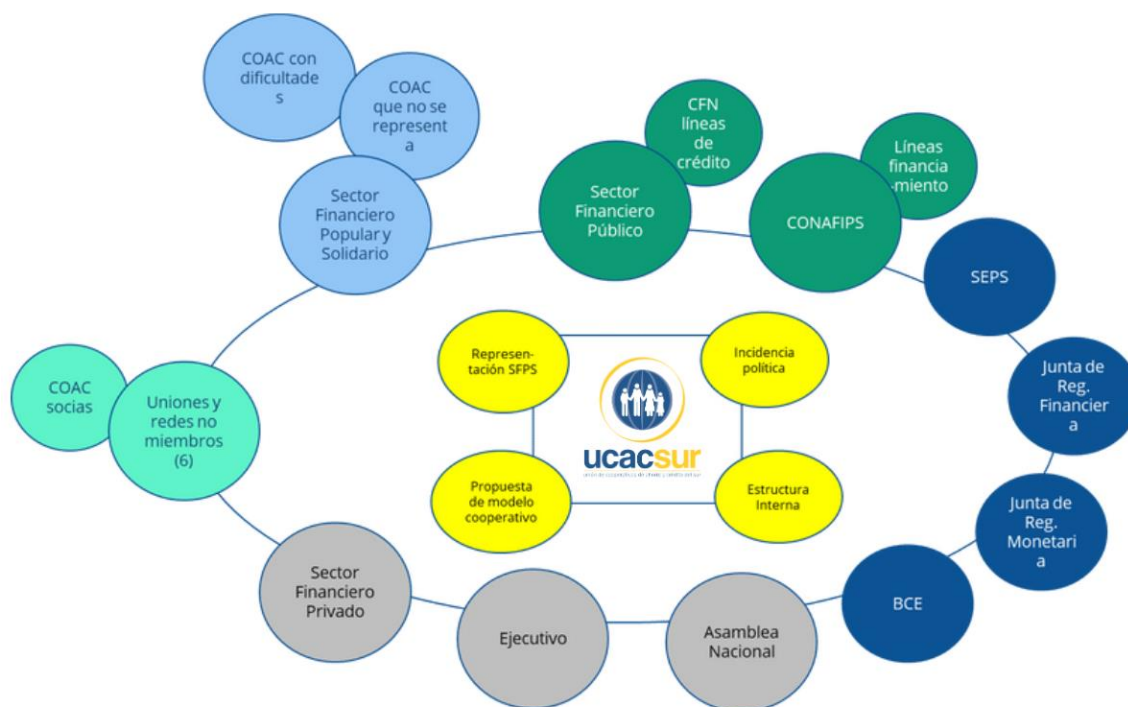 COAC con
dificultade
s
COAC
que no se
represent
a
Sector
Financiero
Popular y
Solidario
CFN
líneas
de
crédito
Sector
Financiero
Público
Líneas
financia
-miento
CONAFIPS
SEPS
Junta de
Reg.
Financier
a
Junta de
Reg.
Monetari
a
BCE
Asamblea
Nacional
Ejecutivo
Sector
Financiero
Privado
Uniones y
redes no
miembros
(6)
COAC
socias
Represen-
tación SFPS
Incidencia
política
Propuesta
de modelo
cooperativo
Estructura
Interna
ucacsur